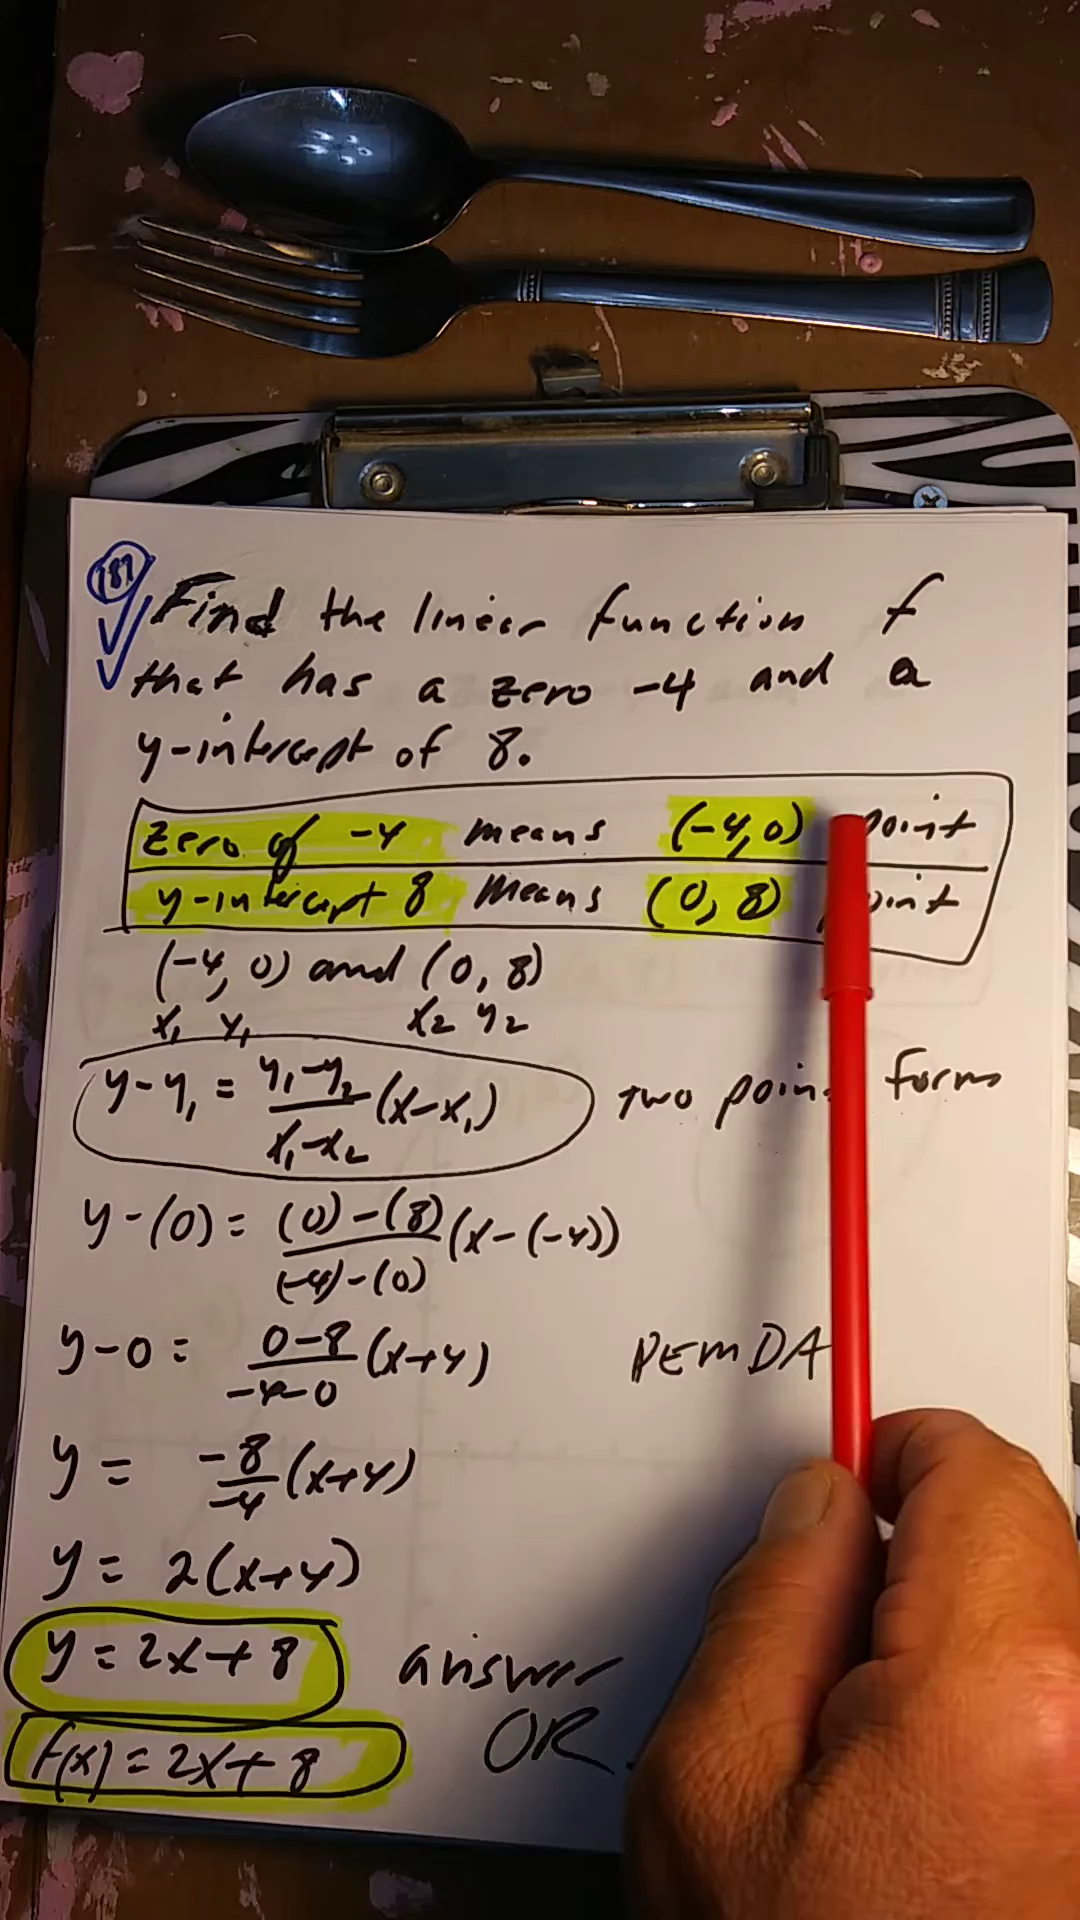 187
Find the linear function f
that has a zero -4 and a
y-intercept of 8.
Zero of -4 means (-4,0) point
y-intercept 8 means (0, 8)
(-4, 0) and (0, 8)
x₁ y₁ x₂ y₂
y-y₁ = y₁-y₂/x₁-x₂ (x-x₁) Two point form
y-(0) = (0)-(8)/(-4)-(0) (x-(-4))
y-0 = 0-8/-4-0 (x+4) PEMDA
y = -8/-4 (x+4)
y = 2(x+4)
y = 2x+8 answer
f(x) = 2x+8 OR